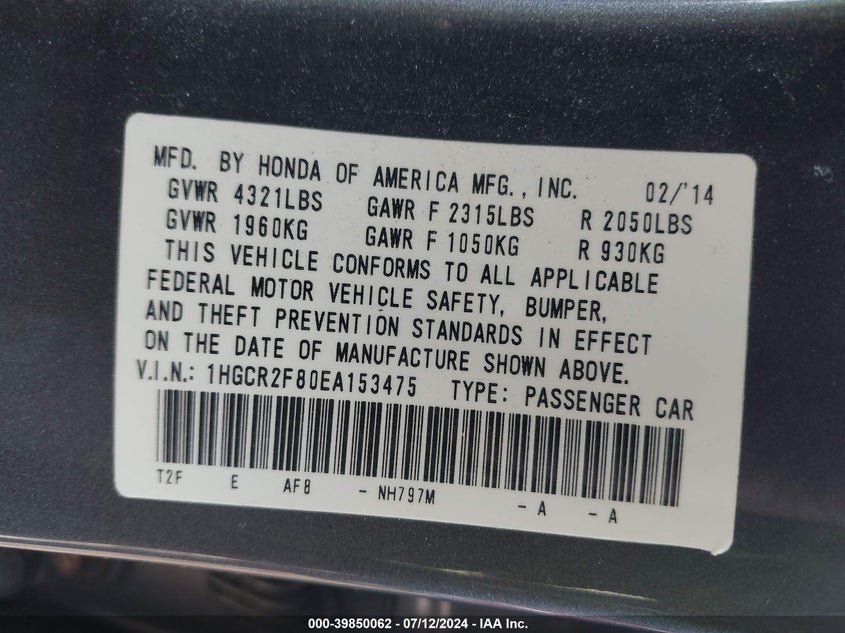 MFD. BY HONDA OF AMERICA MFG., INC. 02/'14
GVWR 4321LBS GAWR F 2315LBS R 2050LBS
GVWR 1960KG GAWR F 1050KG R 930KG
THIS VEHICLE CONFORMS TO ALL APPLICABLE
FEDERAL MOTOR VEHICLE SAFETY, BUMPER,
AND THEFT PREVENTION STANDARDS IN EFFECT
ON THE DATE OF MANUFACTURE SHOWN ABOVE.
V.I.N.: 1HGCR2F80EA153475 TYPE: PASSENGER CAR
T2F E AF8 - NH797M - A - A
000-39850062 - 07/12/2024 - IAA Inc.